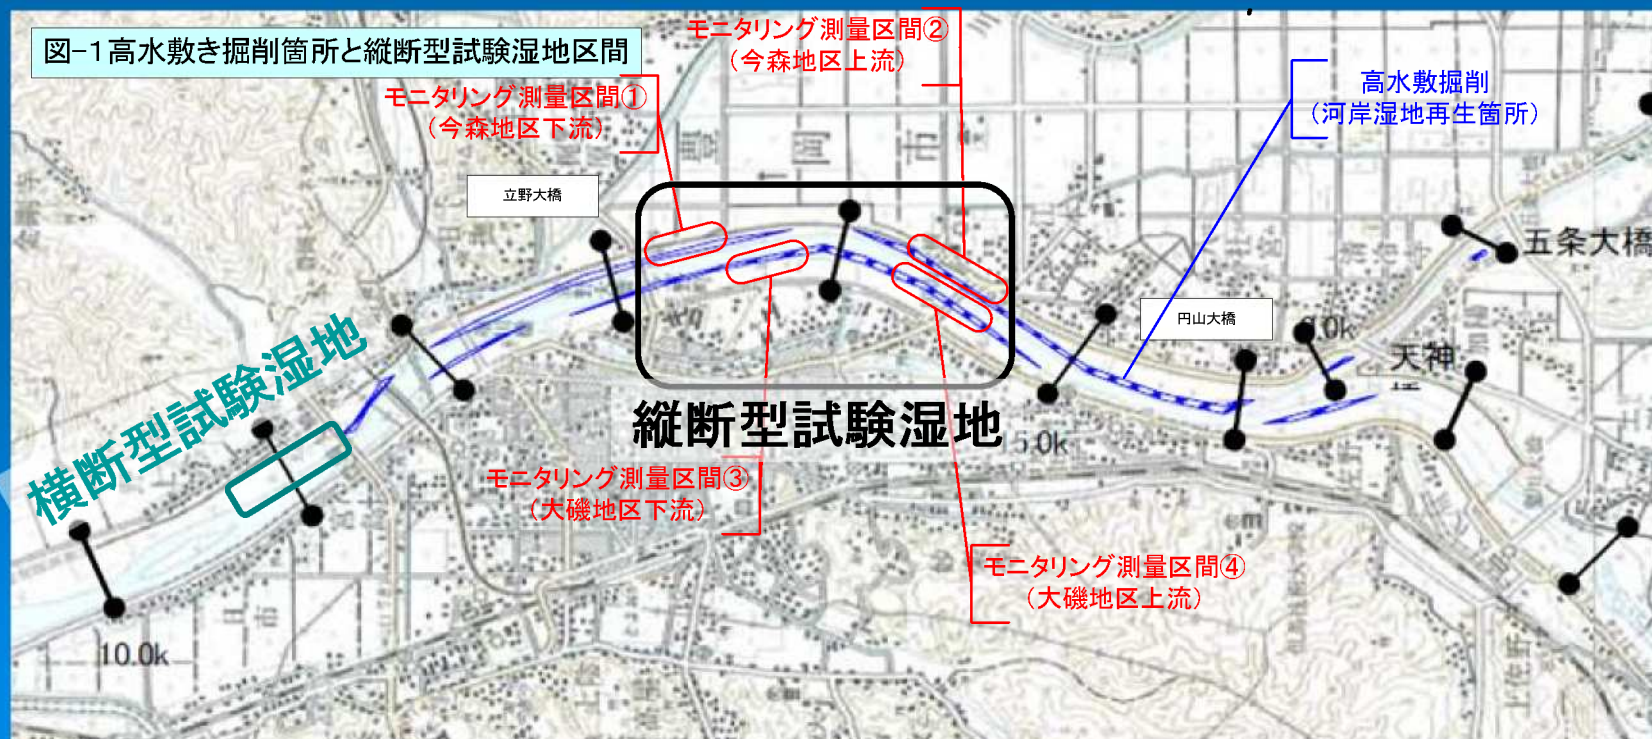 図−1高水敷き掘削箇所と縦断型試験湿地区間
モニタリング測量区間②
(今森地区上流)
モニタリング測量区間①
(今森地区下流)
高水敷掘削
(河岸湿地再生箇所)
立野大橋
豊
岡
市
五条大橋
円山大橋
天神
横断型試験湿地
縦断型試験湿地
5.0k
モニタリング測量区間③
(大磯地区下流)
モニタリング測量区間④
(大磯地区上流)
10.0k